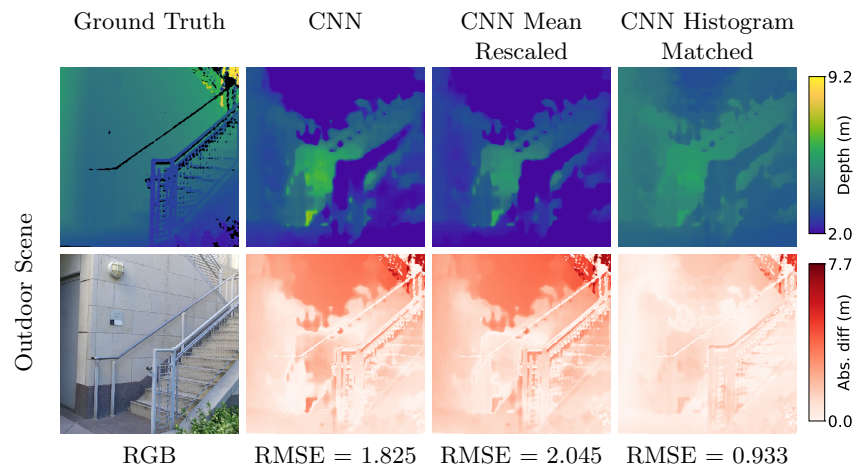 Ground Truth
CNN
CNN Mean
Rescaled
CNN Histogram
Matched
9.2
Depth (m)
2.0
Outdoor Scene
7.7
Abs. diff (m)
0.0
RGB
RMSE = 1.825
RMSE = 2.045
RMSE = 0.933